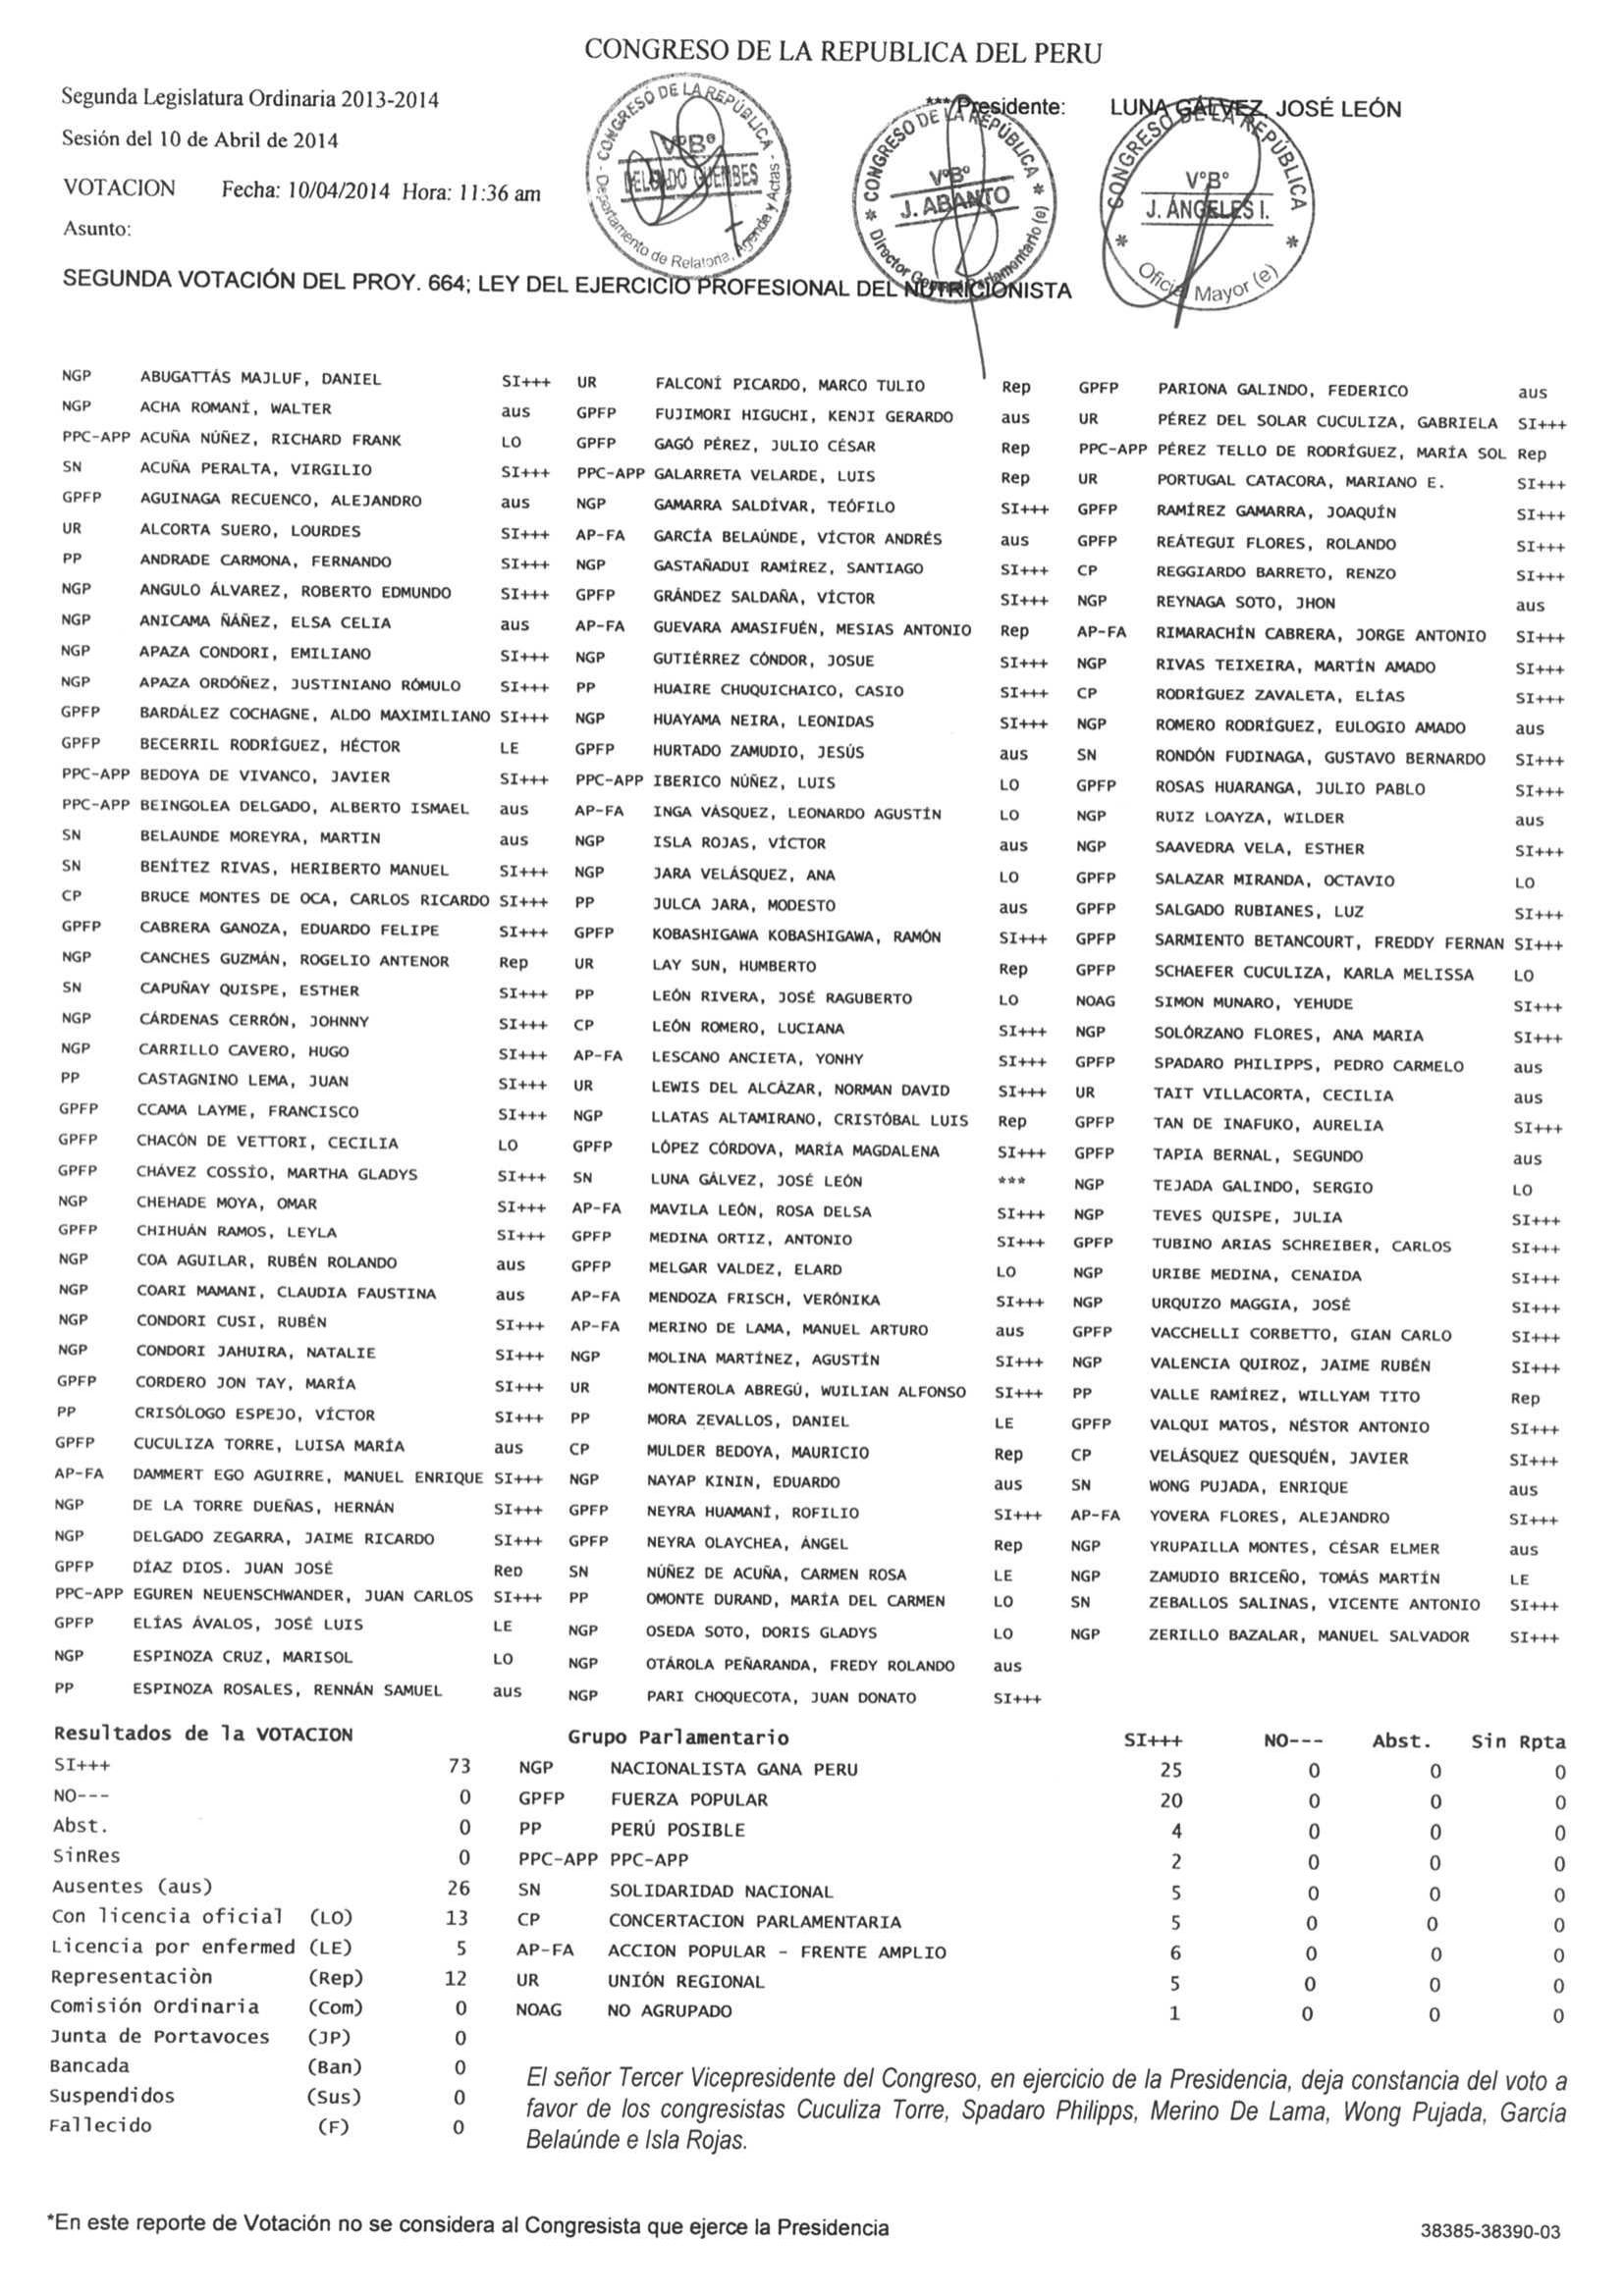 CONGRESO DE LA REPUBLICA DEL PERU
Segunda Legislatura Ordinaria 2013-2014
***Presidente: LUNA GÁLVEZ, JOSÉ LEÓN
Sesión del 10 de Abril de 2014
VOTACION Fecha: 10/04/2014 Hora: 11:36 am
Asunto:
CONGRESO DE LA REPÚBLICA
V°B°
DELGADO GUEMBES
Departamento de Relatoria, Agenda y Actas
CONGRESO DE LA REPÚBLICA
V°B°
J. ABANTO
Director General Parlamentario (e)
CONGRESO DE LA REPÚBLICA
V°B°
J. ÁNGELES I.
Oficial Mayor (e)
SEGUNDA VOTACIÓN DEL PROY. 664; LEY DEL EJERCICIO PROFESIONAL DEL NUTRICIONISTA
NGP ABUGATTÁS MAJLUF, DANIEL SI+++ UR FALCONÍ PICARDO, MARCO TULIO Rep GPFP PARIONA GALINDO, FEDERICO aus
NGP ACHA ROMANÍ, WALTER aus GPFP FUJIMORI HIGUCHI, KENJI GERARDO aus UR PÉREZ DEL SOLAR CUCULIZA, GABRIELA SI+++
PPC-APP ACUÑA NÚÑEZ, RICHARD FRANK LO GPFP GAGÓ PÉREZ, JULIO CÉSAR Rep PPC-APP PÉREZ TELLO DE RODRÍGUEZ, MARÍA SOL Rep
SN ACUÑA PERALTA, VIRGILIO SI+++ PPC-APP GALARRETA VELARDE, LUIS Rep UR PORTUGAL CATACORA, MARIANO E. SI+++
GPFP AGUINAGA RECUENCO, ALEJANDRO aus NGP GAMARRA SALDÍVAR, TEÓFILO SI+++ GPFP RAMÍREZ GAMARRA, JOAQUÍN SI+++
UR ALCORTA SUERO, LOURDES SI+++ AP-FA GARCÍA BELAÚNDE, VÍCTOR ANDRÉS aus GPFP REÁTEGUI FLORES, ROLANDO SI+++
PP ANDRADE CARMONA, FERNANDO SI+++ NGP GASTAÑADUI RAMÍREZ, SANTIAGO SI+++ CP REGGIARDO BARRETO, RENZO SI+++
NGP ANGULO ÁLVAREZ, ROBERTO EDMUNDO SI+++ GPFP GRÁNDEZ SALDAÑA, VÍCTOR SI+++ NGP REYNAGA SOTO, JHON aus
NGP ANICAMA ÑÁÑEZ, ELSA CELIA aus AP-FA GUEVARA AMASIFUÉN, MESIAS ANTONIO Rep AP-FA RIMARACHÍN CABRERA, JORGE ANTONIO SI+++
NGP APAZA CONDORI, EMILIANO SI+++ NGP GUTIÉRREZ CÓNDOR, JOSUE SI+++ NGP RIVAS TEIXEIRA, MARTÍN AMADO SI+++
NGP APAZA ORDÓÑEZ, JUSTINIANO RÓMULO SI+++ PP HUAIRE CHUQUICHAICO, CASIO SI+++ CP RODRÍGUEZ ZAVALETA, ELÍAS SI+++
GPFP BARDÁLEZ COCHAGNE, ALDO MAXIMILIANO SI+++ NGP HUAYAMA NEIRA, LEONIDAS SI+++ NGP ROMERO RODRÍGUEZ, EULOGIO AMADO aus
GPFP BECERRIL RODRÍGUEZ, HÉCTOR LE GPFP HURTADO ZAMUDIO, JESÚS aus SN RONDÓN FUDINAGA, GUSTAVO BERNARDO SI+++
PPC-APP BEDOYA DE VIVANCO, JAVIER SI+++ PPC-APP IBERICO NÚÑEZ, LUIS LO GPFP ROSAS HUARANGA, JULIO PABLO SI+++
PPC-APP BEINGOLEA DELGADO, ALBERTO ISMAEL aus AP-FA INGA VÁSQUEZ, LEONARDO AGUSTÍN LO NGP RUIZ LOAYZA, WILDER aus
SN BELAUNDE MOREYRA, MARTIN aus NGP ISLA ROJAS, VÍCTOR aus NGP SAAVEDRA VELA, ESTHER SI+++
SN BENÍTEZ RIVAS, HERIBERTO MANUEL SI+++ NGP JARA VELÁSQUEZ, ANA LO GPFP SALAZAR MIRANDA, OCTAVIO LO
CP BRUCE MONTES DE OCA, CARLOS RICARDO SI+++ PP JULCA JARA, MODESTO aus GPFP SALGADO RUBIANES, LUZ SI+++
GPFP CABRERA GANOZA, EDUARDO FELIPE SI+++ GPFP KOBASHIGAWA KOBASHIGAWA, RAMÓN SI+++ GPFP SARMIENTO BETANCOURT, FREDDY FERNAN SI+++
NGP CANCHES GUZMÁN, ROGELIO ANTENOR Rep UR LAY SUN, HUMBERTO Rep GPFP SCHAEFER CUCULIZA, KARLA MELISSA LO
SN CAPUÑAY QUISPE, ESTHER SI+++ PP LEÓN RIVERA, JOSÉ RAGUBERTO LO NOAG SIMON MUNARO, YEHUDE SI+++
NGP CÁRDENAS CERRÓN, JOHNNY SI+++ CP LEÓN ROMERO, LUCIANA SI+++ NGP SOLÓRZANO FLORES, ANA MARIA SI+++
NGP CARRILLO CAVERO, HUGO SI+++ AP-FA LESCANO ANCIETA, YONHY SI+++ GPFP SPADARO PHILIPPS, PEDRO CARMELO aus
PP CASTAGNINO LEMA, JUAN SI+++ UR LEWIS DEL ALCÁZAR, NORMAN DAVID SI+++ UR TAIT VILLACORTA, CECILIA aus
GPFP CCAMA LAYME, FRANCISCO SI+++ NGP LLATAS ALTAMIRANO, CRISTÓBAL LUIS Rep GPFP TAN DE INAFUKO, AURELIA SI+++
GPFP CHACÓN DE VETTORI, CECILIA LO GPFP LÓPEZ CÓRDOVA, MARÍA MAGDALENA SI+++ GPFP TAPIA BERNAL, SEGUNDO aus
GPFP CHÁVEZ COSSÍO, MARTHA GLADYS SI+++ SN LUNA GÁLVEZ, JOSÉ LEÓN *** NGP TEJADA GALINDO, SERGIO LO
NGP CHEHADE MOYA, OMAR SI+++ AP-FA MAVILA LEÓN, ROSA DELSA SI+++ NGP TEVES QUISPE, JULIA SI+++
GPFP CHIHUÁN RAMOS, LEYLA SI+++ GPFP MEDINA ORTIZ, ANTONIO SI+++ GPFP TUBINO ARIAS SCHREIBER, CARLOS SI+++
NGP COA AGUILAR, RUBÉN ROLANDO aus GPFP MELGAR VALDEZ, ELARD LO NGP URIBE MEDINA, CENAIDA SI+++
NGP COARI MAMANI, CLAUDIA FAUSTINA aus AP-FA MENDOZA FRISCH, VERÓNIKA SI+++ NGP URQUIZO MAGGIA, JOSÉ SI+++
NGP CONDORI CUSI, RUBÉN SI+++ AP-FA MERINO DE LAMA, MANUEL ARTURO aus GPFP VACCHELLI CORBETTO, GIAN CARLO SI+++
NGP CONDORI JAHUIRA, NATALIE SI+++ NGP MOLINA MARTÍNEZ, AGUSTÍN SI+++ NGP VALENCIA QUIROZ, JAIME RUBÉN SI+++
GPFP CORDERO JON TAY, MARÍA SI+++ UR MONTEROLA ABREGÚ, WUILIAN ALFONSO SI+++ PP VALLE RAMÍREZ, WILLYAM TITO Rep
PP CRISÓLOGO ESPEJO, VÍCTOR SI+++ PP MORA ZEVALLOS, DANIEL LE GPFP VALQUI MATOS, NÉSTOR ANTONIO SI+++
GPFP CUCULIZA TORRE, LUISA MARÍA aus CP MULDER BEDOYA, MAURICIO Rep CP VELÁSQUEZ QUESQUÉN, JAVIER SI+++
AP-FA DAMMERT EGO AGUIRRE, MANUEL ENRIQUE SI+++ NGP NAYAP KININ, EDUARDO aus SN WONG PUJADA, ENRIQUE aus
NGP DE LA TORRE DUEÑAS, HERNÁN SI+++ GPFP NEYRA HUAMANÍ, ROFILIO SI+++ AP-FA YOVERA FLORES, ALEJANDRO SI+++
NGP DELGADO ZEGARRA, JAIME RICARDO SI+++ GPFP NEYRA OLAYCHEA, ÁNGEL Rep NGP YRUPAILLA MONTES, CÉSAR ELMER aus
GPFP DÍAZ DIOS. JUAN JOSÉ Rep SN NÚÑEZ DE ACUÑA, CARMEN ROSA LE NGP ZAMUDIO BRICEÑO, TOMÁS MARTÍN LE
PPC-APP EGUREN NEUENSCHWANDER, JUAN CARLOS SI+++ PP OMONTE DURAND, MARÍA DEL CARMEN LO SN ZEBALLOS SALINAS, VICENTE ANTONIO SI+++
GPFP ELÍAS ÁVALOS, JOSÉ LUIS LE NGP OSEDA SOTO, DORIS GLADYS LO NGP ZERILLO BAZALAR, MANUEL SALVADOR SI+++
NGP ESPINOZA CRUZ, MARISOL LO NGP OTÁROLA PEÑARANDA, FREDY ROLANDO aus
PP ESPINOZA ROSALES, RENNÁN SAMUEL aus NGP PARI CHOQUECOTA, JUAN DONATO SI+++
Resultados de la VOTACION Grupo Parlamentario SI+++ NO--- Abst. Sin Rpta
SI+++ 73 NGP NACIONALISTA GANA PERU 25 0 0 0
NO--- 0 GPFP FUERZA POPULAR 20 0 0 0
Abst. 0 PP PERÚ POSIBLE 4 0 0 0
SinRes 0 PPC-APP PPC-APP 2 0 0 0
Ausentes (aus) 26 SN SOLIDARIDAD NACIONAL 5 0 0 0
Con licencia oficial (LO) 13 CP CONCERTACION PARLAMENTARIA 5 0 0 0
Licencia por enfermed (LE) 5 AP-FA ACCION POPULAR - FRENTE AMPLIO 6 0 0 0
Representaciòn (Rep) 12 UR UNIÓN REGIONAL 5 0 0 0
Comisión Ordinaria (Com) 0 NOAG NO AGRUPADO 1 0 0 0
Junta de Portavoces (JP) 0
Bancada (Ban) 0
Suspendidos (Sus) 0
Fallecido (F) 0
El señor Tercer Vicepresidente del Congreso, en ejercicio de la Presidencia, deja constancia del voto a
favor de los congresistas Cuculiza Torre, Spadaro Philipps, Merino De Lama, Wong Pujada, García
Belaúnde e Isla Rojas.
*En este reporte de Votación no se considera al Congresista que ejerce la Presidencia
38385-38390-03